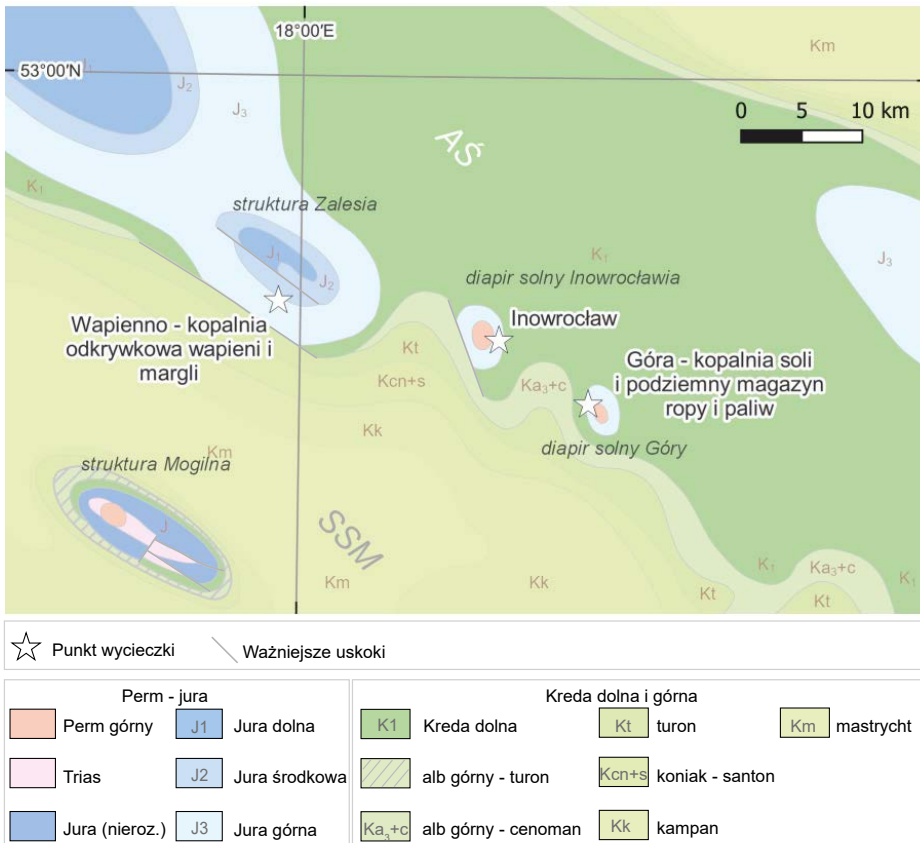 18°00′E
Km
53°00′N
J1
J2
J3
0 5 10 km
AŚ
K1
struktura Zalesia
K1
J3
J1
J2
diapir solny Inowrocławia
Wapienno - kopalnia
odkrywkowa wapieni i
margli
Inowrocław
Kt
Góra - kopalnia soli
i podziemny magazyn
ropy i paliw
Kcn+s
Ka3+c
Kk
Km
diapir solny Góry
struktura Mogilna
J
SSM
K1
Ka3+c
K1
Km
Kk
Kt
Kt
Punkt wycieczki
Ważniejsze uskoki
Perm - jura
Perm górny
J1 Jura dolna
Trias
J2 Jura środkowa
Jura (nieroz.)
J3 Jura górna
Kreda dolna i górna
K1 Kreda dolna
Kt turon
Km mastrycht
alb górny - turon
Kcn+s koniak - santon
Ka3+c alb górny - cenoman
Kk kampan